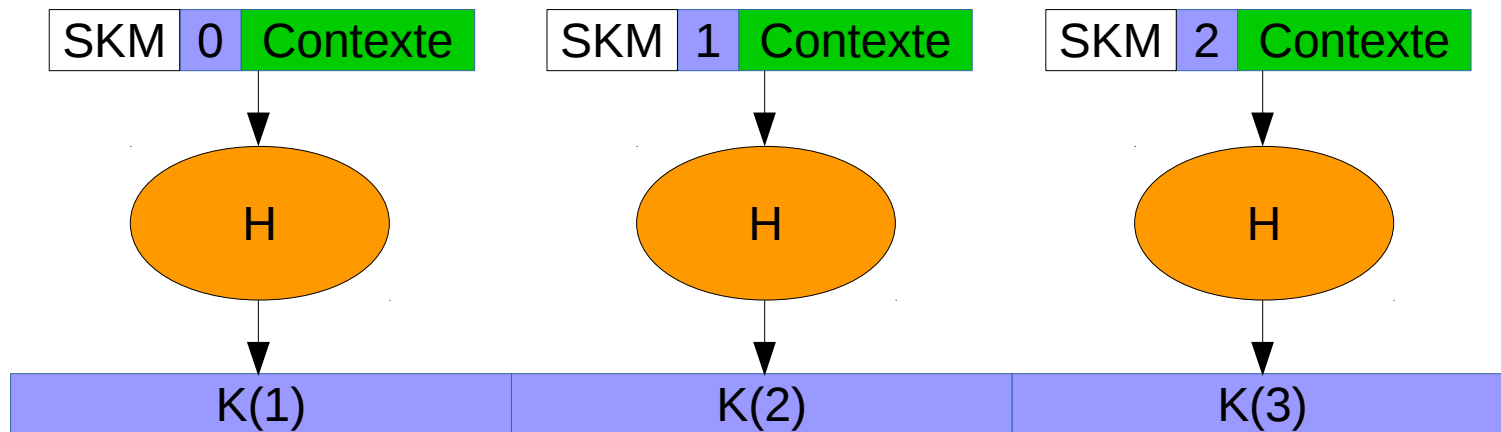 SKM 0 Contexte SKM 1 Contexte SKM 2 Contexte
H H H
K(1) K(2) K(3)